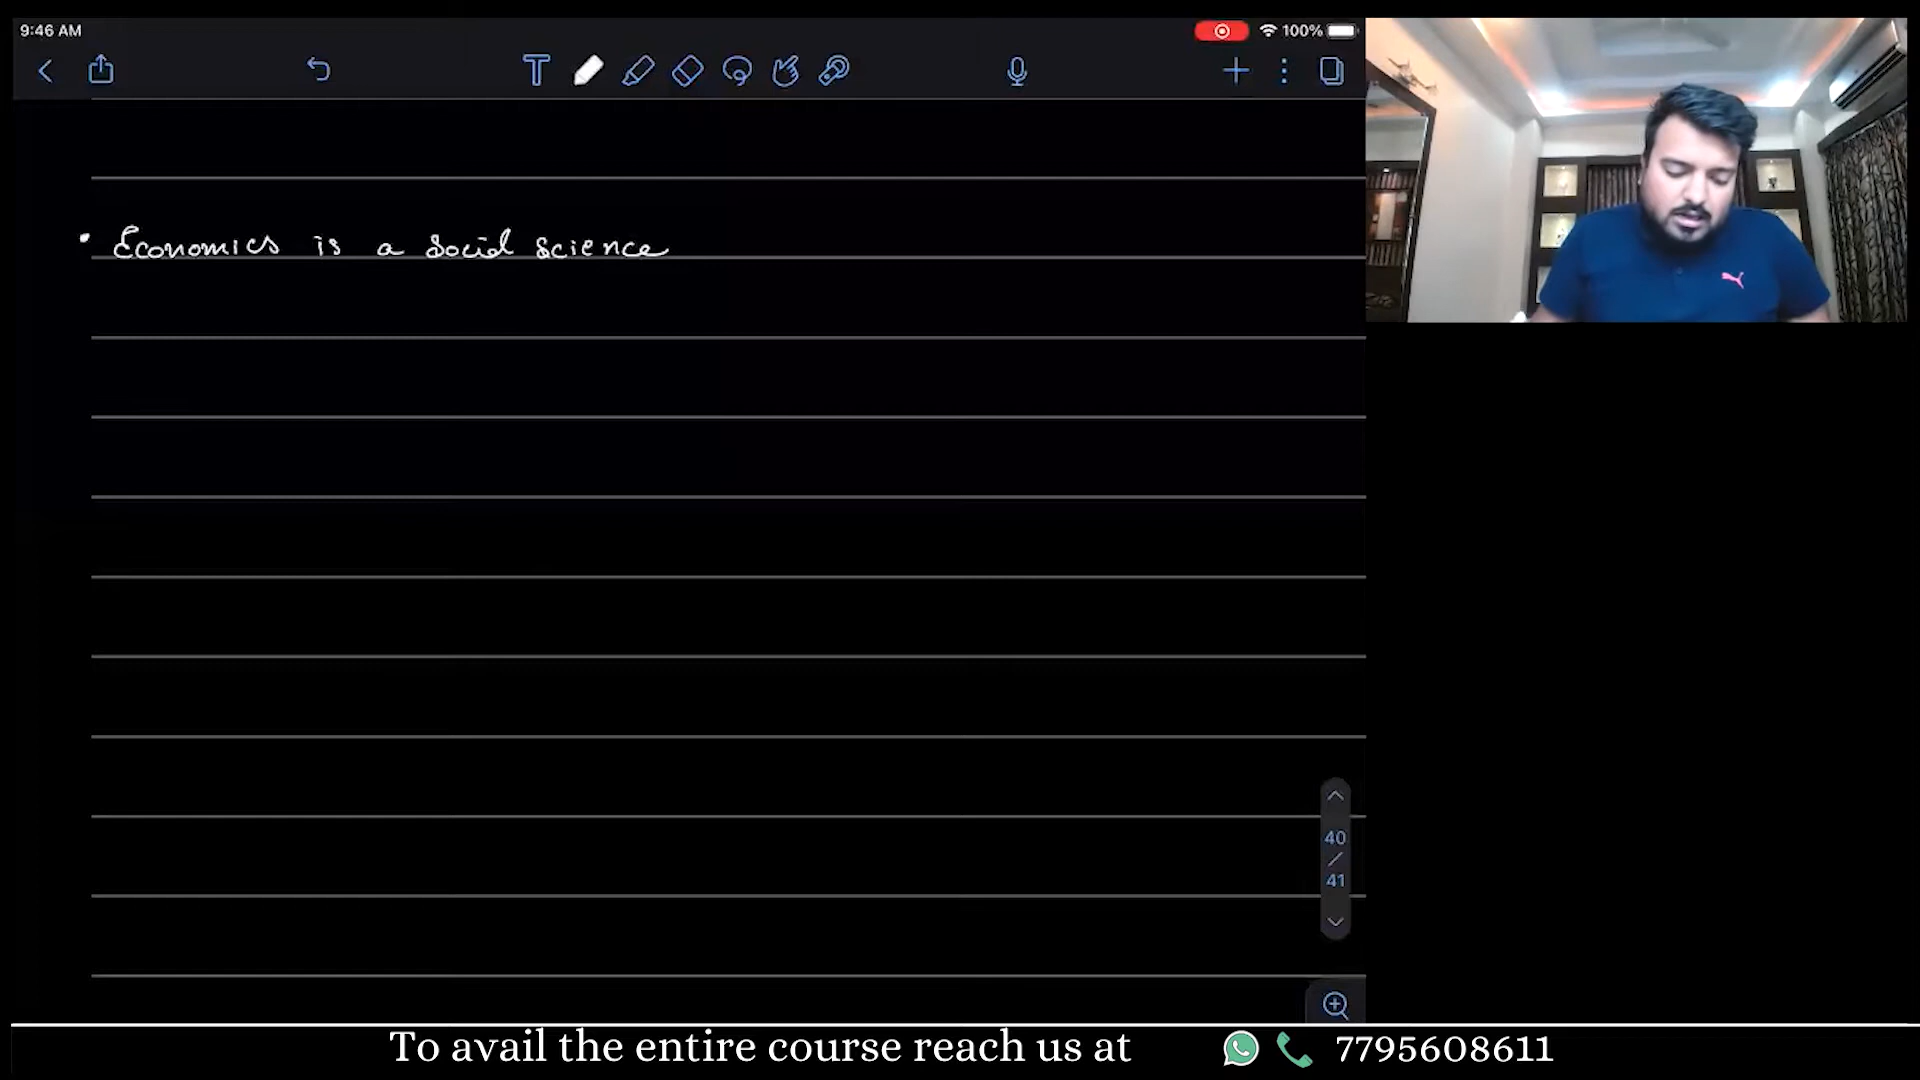 9:46 AM
100%
• Economics is a social science
40
/
41
To avail the entire course reach us at 7795608611